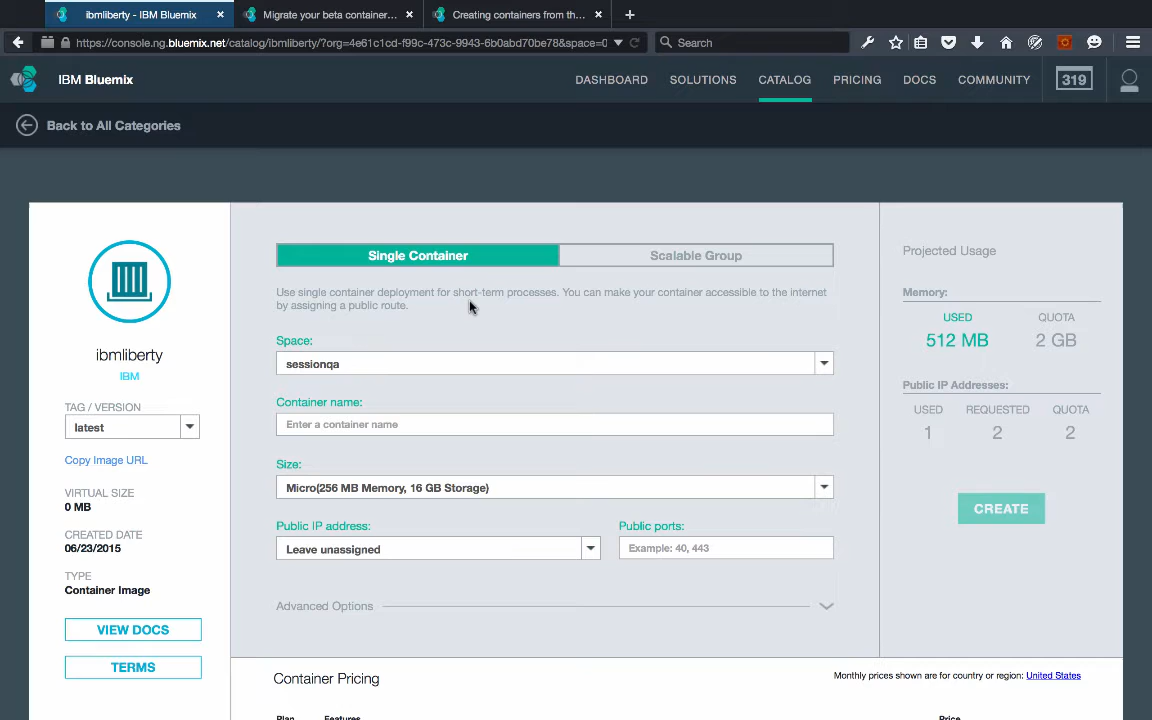 ibmliberty - IBM Bluemix
Migrate your beta container...
Creating containers from th...
https://console.ng.bluemix.net/catalog/ibmliberty/?org=4e61c1cd-f99c-473c-9943-6b0abd70be78&space=0
Search
IBM Bluemix
DASHBOARD
SOLUTIONS
CATALOG
PRICING
DOCS
COMMUNITY
319
Back to All Categories
ibmliberty
IBM
TAG / VERSION
latest
Copy Image URL
VIRTUAL SIZE
0 MB
CREATED DATE
06/23/2015
TYPE
Container Image
VIEW DOCS
TERMS
Single Container
Scalable Group
Use single container deployment for short-term processes. You can make your container accessible to the internet
by assigning a public route.
Space:
sessionqa
Container name:
Enter a container name
Size:
Micro(256 MB Memory, 16 GB Storage)
Public IP address:
Public ports:
Leave unassigned
Example: 40, 443
Advanced Options
Projected Usage
Memory:
USED
QUOTA
512 MB
2 GB
Public IP Addresses:
USED
REQUESTED
QUOTA
1
2
2
CREATE
Container Pricing
Monthly prices shown are for country or region: United States
Plan
Features
Price